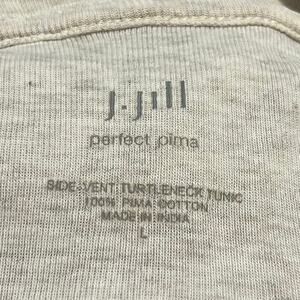 J.Jill
perfect pima
SIDE-VENT TURTLENECK TUNIC
100% PIMA COTTON
MADE IN INDIA
L